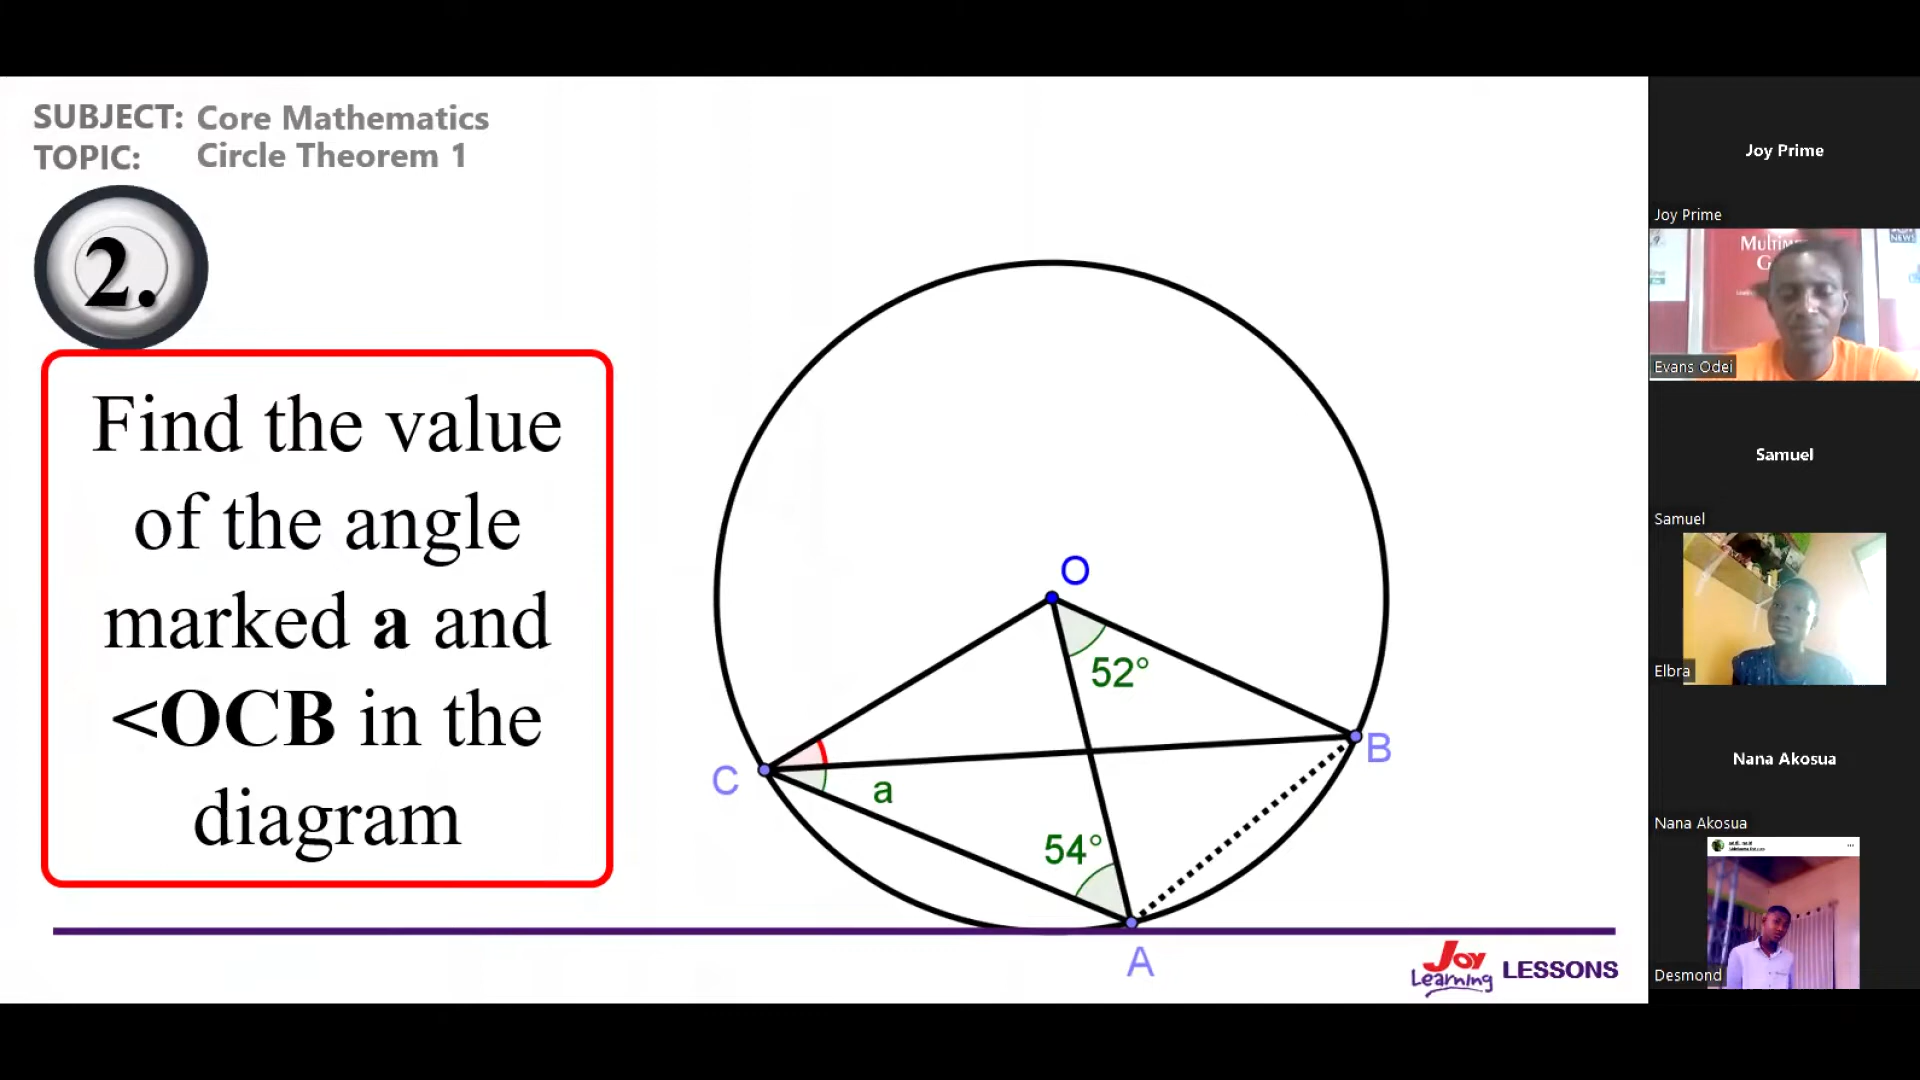 SUBJECT: Core Mathematics
TOPIC: Circle Theorem 1
2.
Find the value
of the angle
marked a and
<OCB in the
diagram
O
52°
B
C
a
54°
A
Joy
Learning
LESSONS
Joy Prime
Joy Prime
Evans Odei
Samuel
Samuel
Elbra
Nana Akosua
Nana Akosua
Desmond